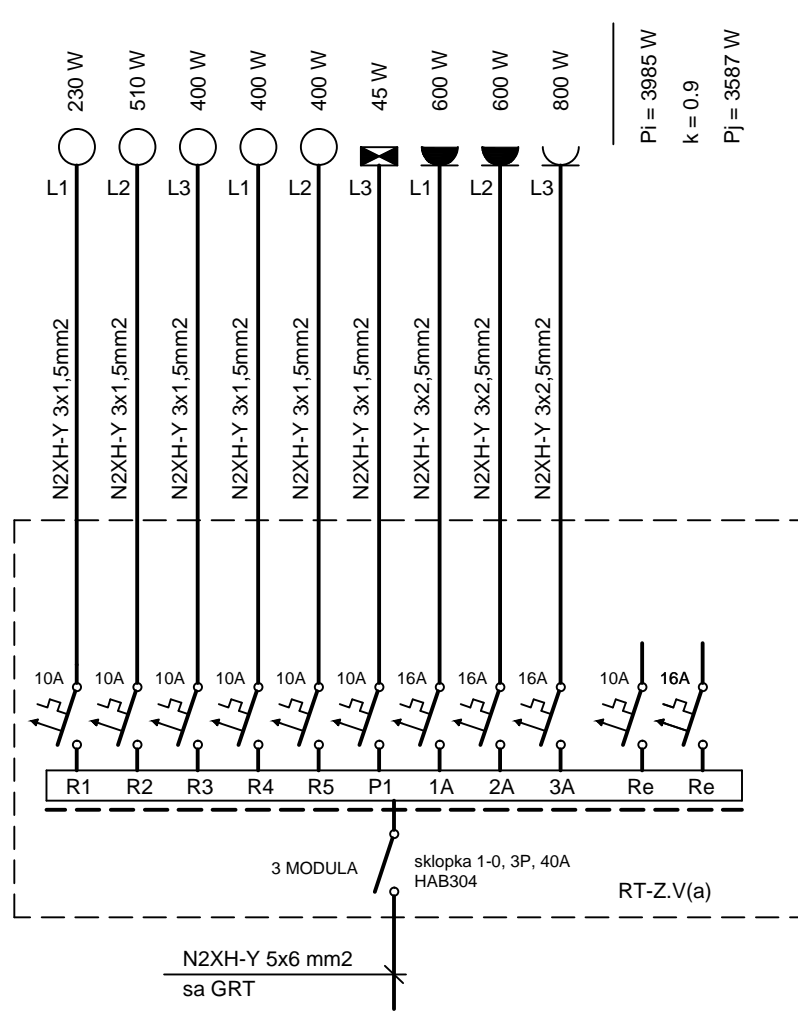 230 W
510 W
400 W
400 W
400 W
45 W
600 W
600 W
800 W
Pi = 3985 W
k = 0.9
Pj = 3587 W
L1
L2
L3
L1
L2
L3
L1
L2
L3
N2XH-Y 3x1,5mm2
N2XH-Y 3x1,5mm2
N2XH-Y 3x1,5mm2
N2XH-Y 3x1,5mm2
N2XH-Y 3x1,5mm2
N2XH-Y 3x1,5mm2
N2XH-Y 3x2,5mm2
N2XH-Y 3x2,5mm2
N2XH-Y 3x2,5mm2
10A
10A
10A
10A
10A
10A
16A
16A
16A
10A
16A
R1
R2
R3
R4
R5
P1
1A
2A
3A
Re
Re
3 MODULA
sklopka 1-0, 3P, 40A
HAB304
RT-Z.V(a)
N2XH-Y 5x6 mm2
sa GRT